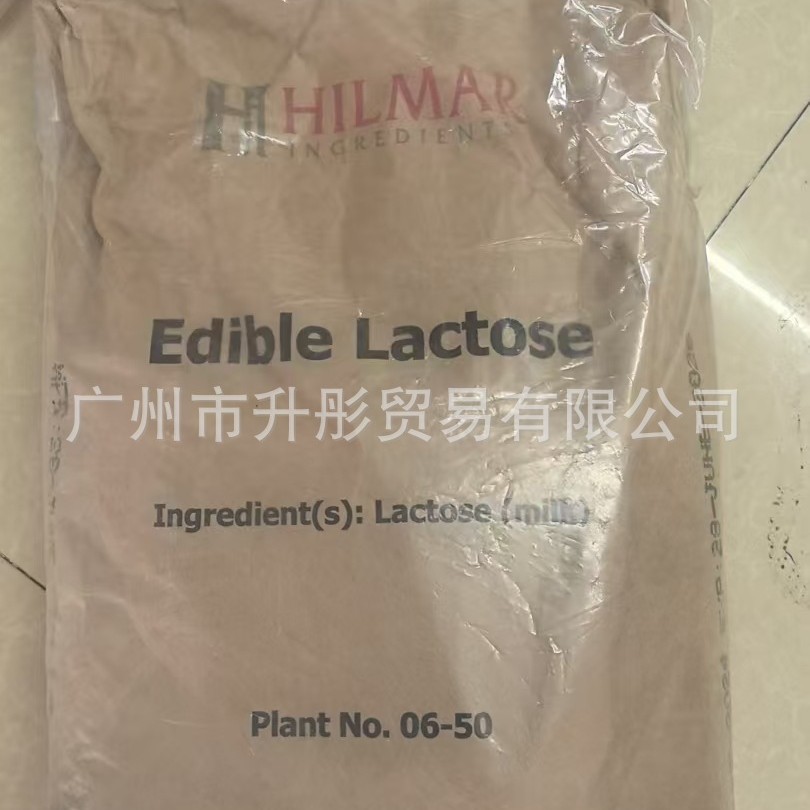 HILMAR
INGREDIENTS
Edible Lactose
广州市升彤贸易有限公司
Ingredient(s): Lactose (milk)
Plant No. 06-50